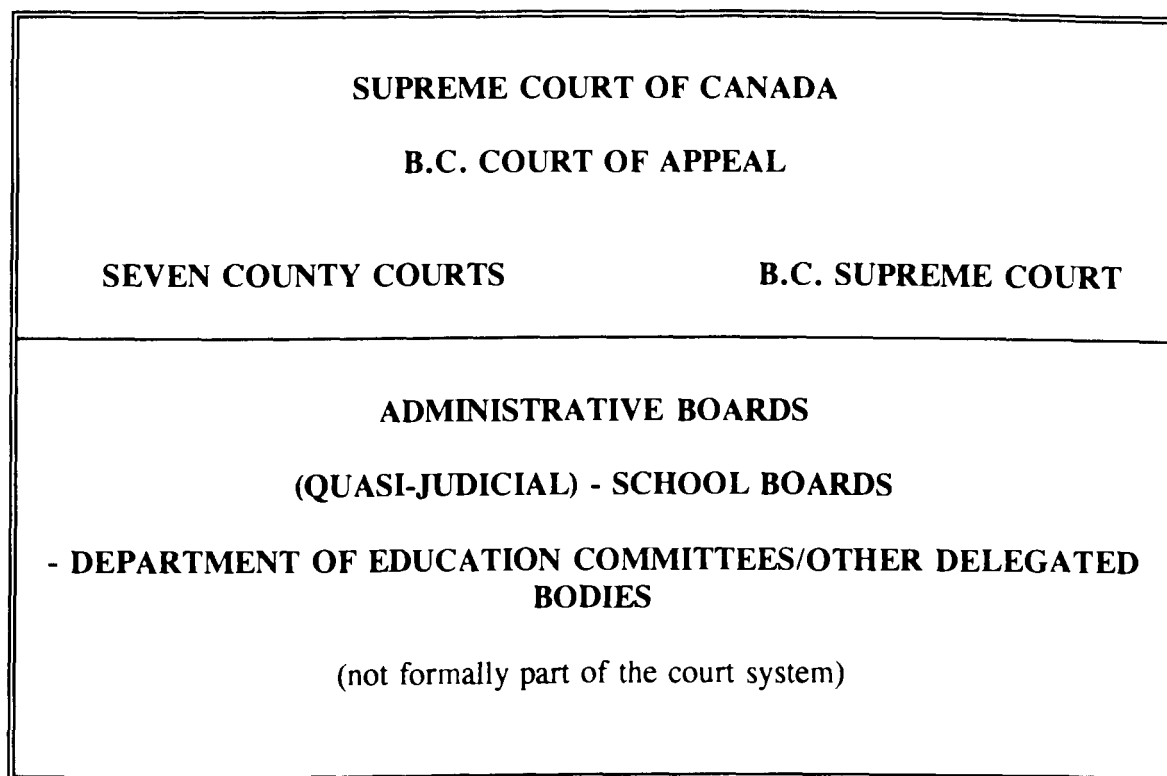 SUPREME COURT OF CANADA
B.C. COURT OF APPEAL
SEVEN COUNTY COURTS B.C. SUPREME COURT
ADMINISTRATIVE BOARDS
(QUASI-JUDICIAL) - SCHOOL BOARDS
- DEPARTMENT OF EDUCATION COMMITTEES/OTHER DELEGATED
BODIES
(not formally part of the court system)